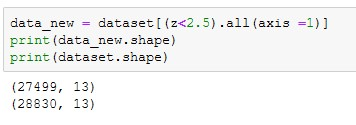 data_new = dataset[(z<2.5).all(axis =1)]
print(data_new.shape)
print(dataset.shape)
(27499, 13)
(28830, 13)